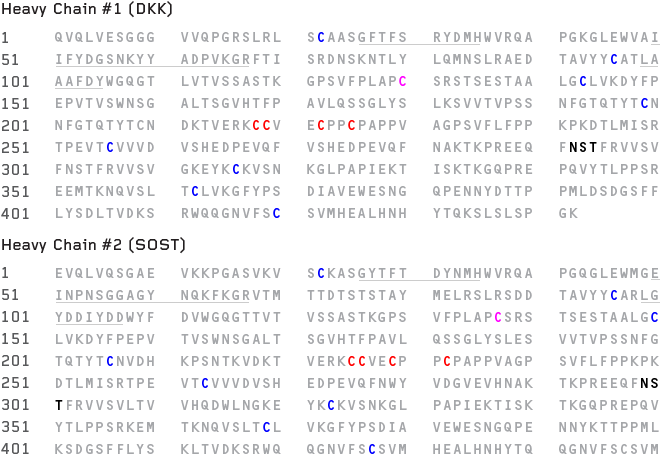 Heavy Chain #1 (DKK)
1 QVQLVESGGG VVQPGRSLRL SCAASGFTFS RYDMHWVRQA PGKGLEWVAI
51 IFYDGSNKYY ADPVKGRFTI SRDNSKNTLY LQMNSLRAED TAVYYCATLA
101 AAFDYWGQGT LVTVSSASTK GPSVFPLAPC SRSTSESTAA LGCLVKDYFP
151 EPVTVSWNSG ALTSGVHTFP AVLQSSGLYS LKSVVTVPSS NFGTQTYTCN
201 NFGTQTYTCN DKTVERKCCV ECPPCPAPPV AGPSVFLFPP KPKDTLMISR
251 TPEVTCVVVD VSHEDPEVQF VSHEDPEVQF NAKTKPREEQ FNSTFRVVSV
301 FNSTFRVVSV GKEYKCKVSN KGLPAPIEKT ISKTKGQPRE PQVYTLPPSR
351 EEMTKNQVSL TCLVKGFYPS DIAVEWESNG QPENNYDTTP PMLDSDGSFF
401 LYSDLTVDKS RWQQGNVFSC SVMHEALHNH YTQKSLSLSP GK
Heavy Chain #2 (SOST)
1 EVQLVQSGAE VKKPGASVKV SCKASGYTFT DYNMHWVRQA PGQGLEWMGE
51 INPNSGGAGY NQKFKGRVTM TTDTSTSTAY MELRSLRSDD TAVYYCARLG
101 YDDIYDDWYF DVWGQGTTVT VSSASTKGPS VFPLAPCSRS TSESTAALGC
151 LVKDYFPEPV TVSWNSGALT SGVHTFPAVL QSSGLYSLES VVTVPSSNFG
201 TQTYTCNVDH KPSNTKVDKT VERKCCVECP PCPAPPVAGP SVFLFPPKPK
251 DTLMISRTPE VTCVVVDVSH EDPEVQFNWY VDGVEVHNAK TKPREEQFNS
301 TFRVVSVLTV VHQDWLNGKE YKCKVSNKGL PAPIEKTISK TKGQPREPQV
351 YTLPPSRKEM TKNQVSLTCL VKGFYPSDIA VEWESNGQPE NNYKTTPPML
401 KSDGSFFLYS KLTVDKSRWQ QGNVFSCSVM HEALHNHYTQ QGNVFSCSVM